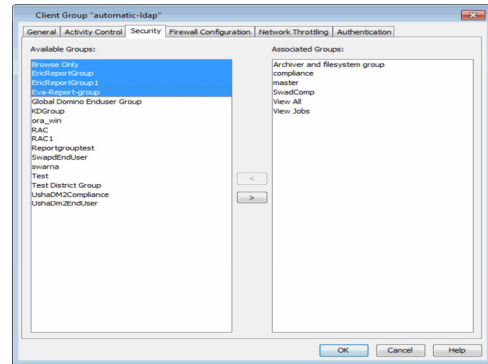 Client Group "automatic-ldap"
General Activity Control Security Firewall Configuration Network Throttling Authentication
Available Groups:
Browse Only
EricReportGroup
EricReportGroup1
Eva-Report-group
Global Domino Enduser Group
KDGroup
ora_win
RAC
RAC1
Reportgrouptest
SwapdEndUser
swarna
Test
Test District Group
UshaDM2Compliance
UshaDm2EndUser
<
>
Associated Groups:
Archiver and filesystem group
compliance
master
SwadComp
View All
View Jobs
OK Cancel Help